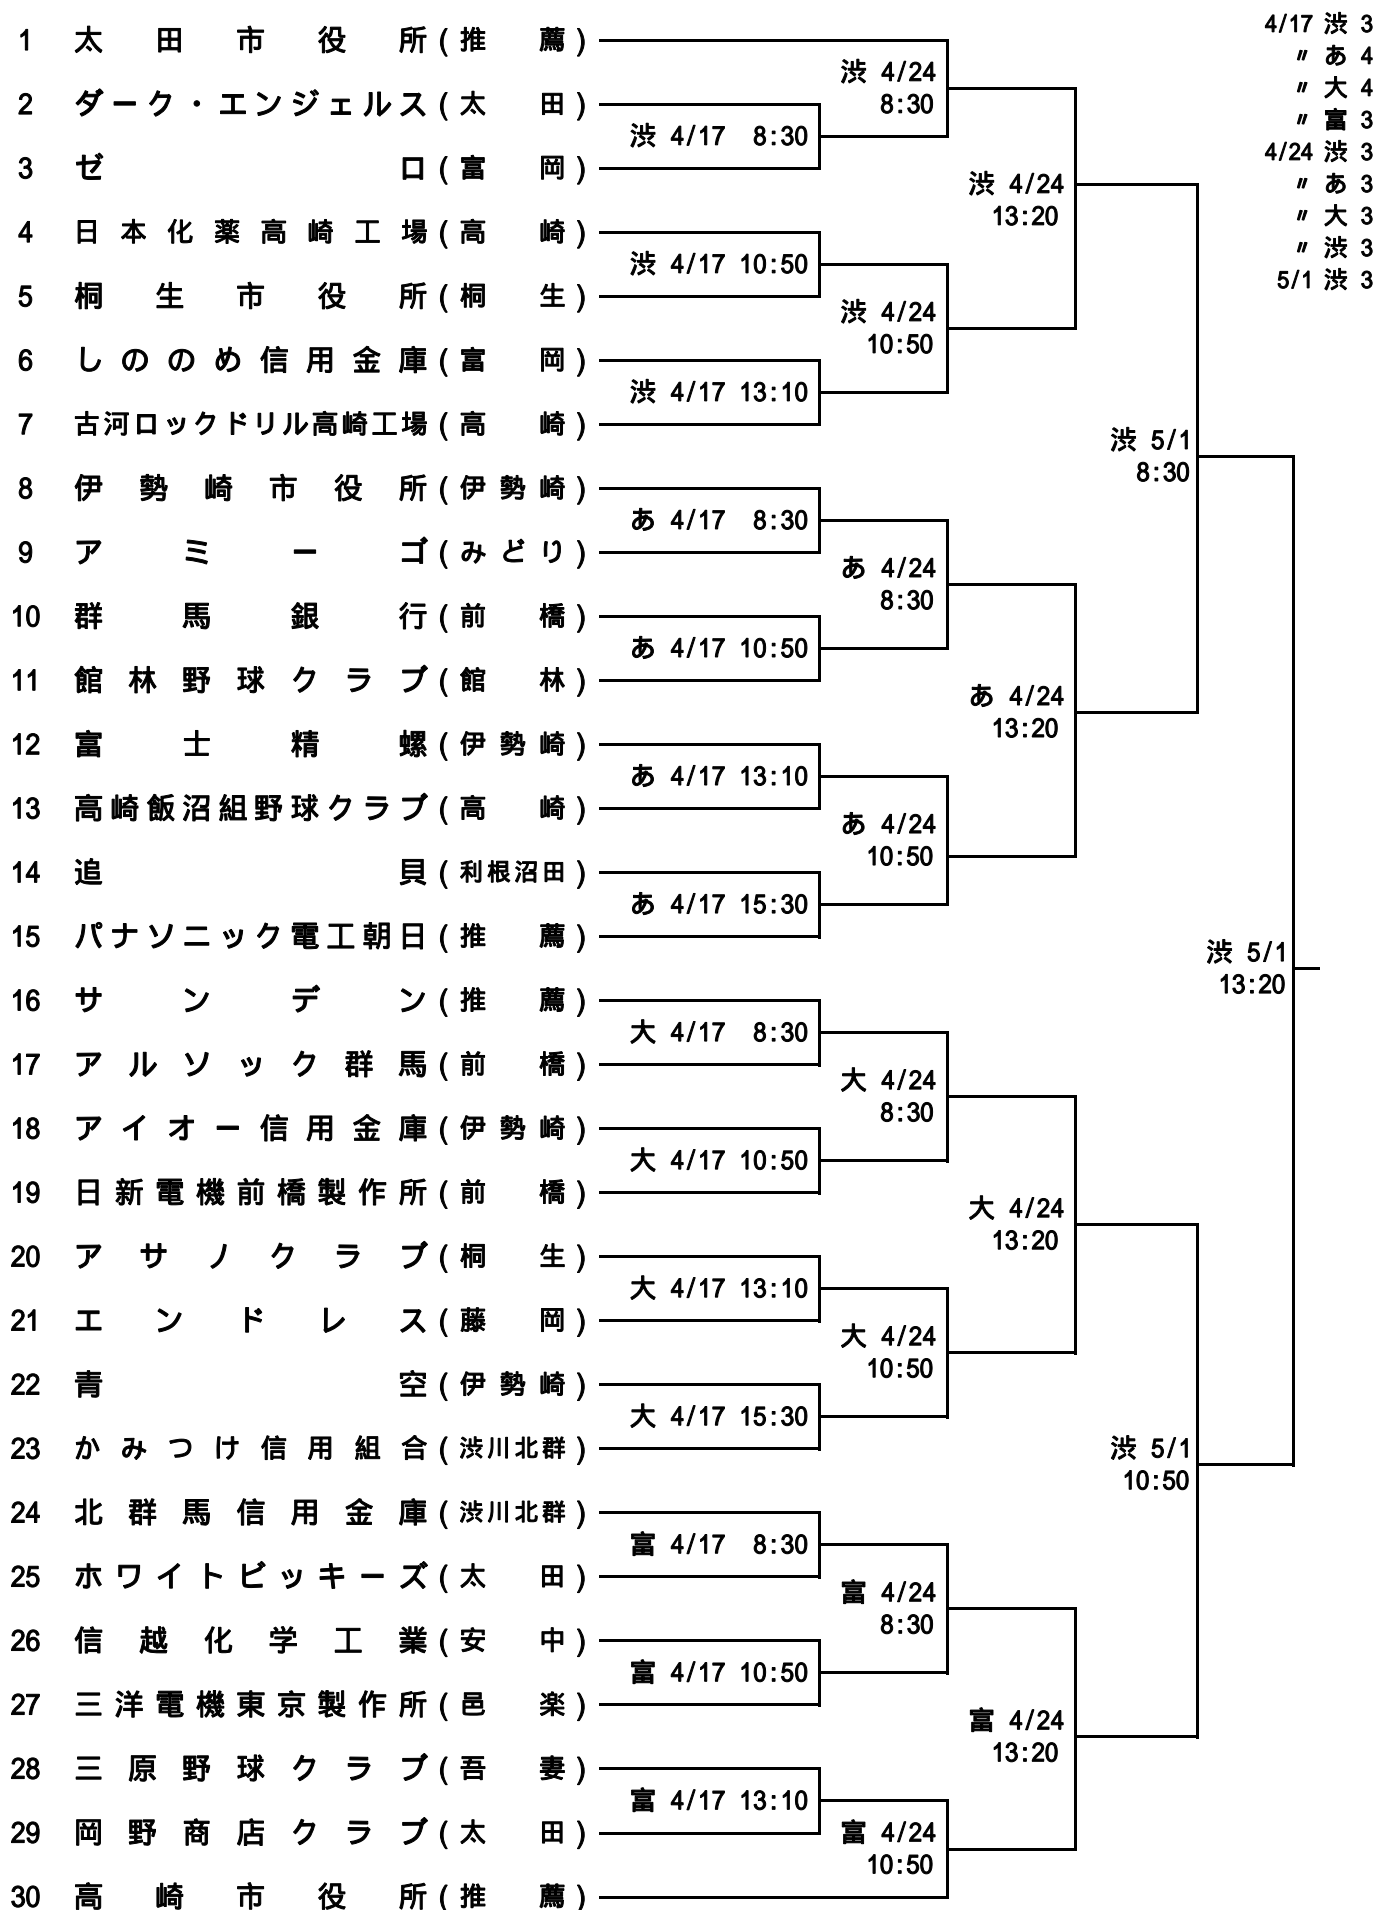 1 太田市役所(推薦)
2 ダーク・エンジェルス(太田)
3 ゼロ(富岡)
4 日本化薬高崎工場(高崎)
5 桐生市役所(桐生)
6 しののめ信用金庫(富岡)
7 古河ロックドリル高崎工場(高崎)
8 伊勢崎市役所(伊勢崎)
9 アミーゴ(みどり)
10 群馬銀行(前橋)
11 館林野球クラブ(館林)
12 富士精螺(伊勢崎)
13 高崎飯沼組野球クラブ(高崎)
14 追貝(利根沼田)
15 パナソニック電工朝日(推薦)
16 サンデン(推薦)
17 アルソック群馬(前橋)
18 アイオー信用金庫(伊勢崎)
19 日新電機前橋製作所(前橋)
20 アサノクラブ(桐生)
21 エンドレス(藤岡)
22 青空(伊勢崎)
23 かみつけ信用組合(渋川北群)
24 北群馬信用金庫(渋川北群)
25 ホワイトビッキーズ(太田)
26 信越化学工業(安中)
27 三洋電機東京製作所(邑楽)
28 三原野球クラブ(吾妻)
29 岡野商店クラブ(太田)
30 高崎市役所(推薦)
渋 4/17 8:30
渋 4/17 10:50
渋 4/17 13:10
あ 4/17 8:30
あ 4/17 10:50
あ 4/17 13:10
あ 4/17 15:30
大 4/17 8:30
大 4/17 10:50
大 4/17 13:10
大 4/17 15:30
富 4/17 8:30
富 4/17 10:50
富 4/17 13:10
渋 4/24
8:30
渋 4/24
10:50
あ 4/24
8:30
あ 4/24
10:50
大 4/24
8:30
大 4/24
10:50
富 4/24
8:30
富 4/24
10:50
渋 4/24
13:20
あ 4/24
13:20
大 4/24
13:20
富 4/24
13:20
渋 5/1
8:30
渋 5/1
10:50
渋 5/1
13:20
4/17 渋 3
〃 あ 4
〃 大 4
〃 富 3
4/24 渋 3
〃 あ 3
〃 大 3
〃 渋 3
5/1 渋 3